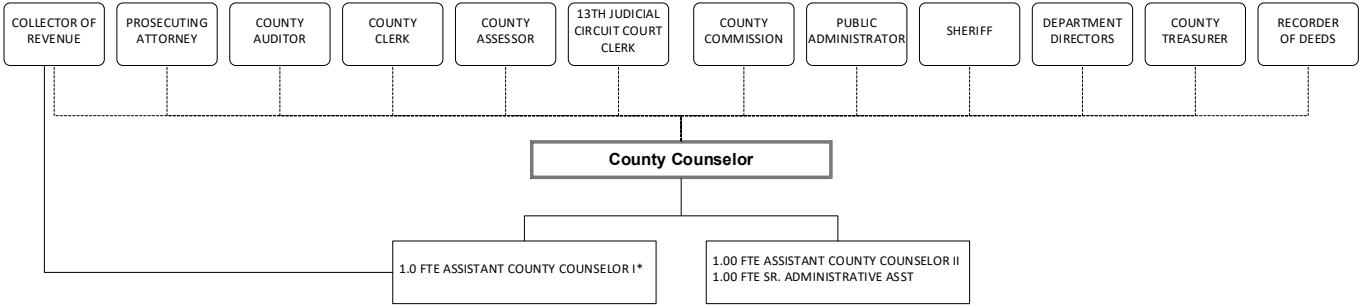 COLLECTOR OF
REVENUE
PROSECUTING
ATTORNEY
COUNTY
AUDITOR
COUNTY
CLERK
COUNTY
ASSESSOR
13TH JUDICIAL
CIRCUIT COURT
CLERK
COUNTY
COMMISSION
PUBLIC
ADMINISTRATOR
SHERIFF
DEPARTMENT
DIRECTORS
COUNTY
TREASURER
RECORDER
OF DEEDS
County Counselor
1.0 FTE ASSISTANT COUNTY COUNSELOR I*
1.00 FTE ASSISTANT COUNTY COUNSELOR II
1.00 FTE SR. ADMINISTRATIVE ASST